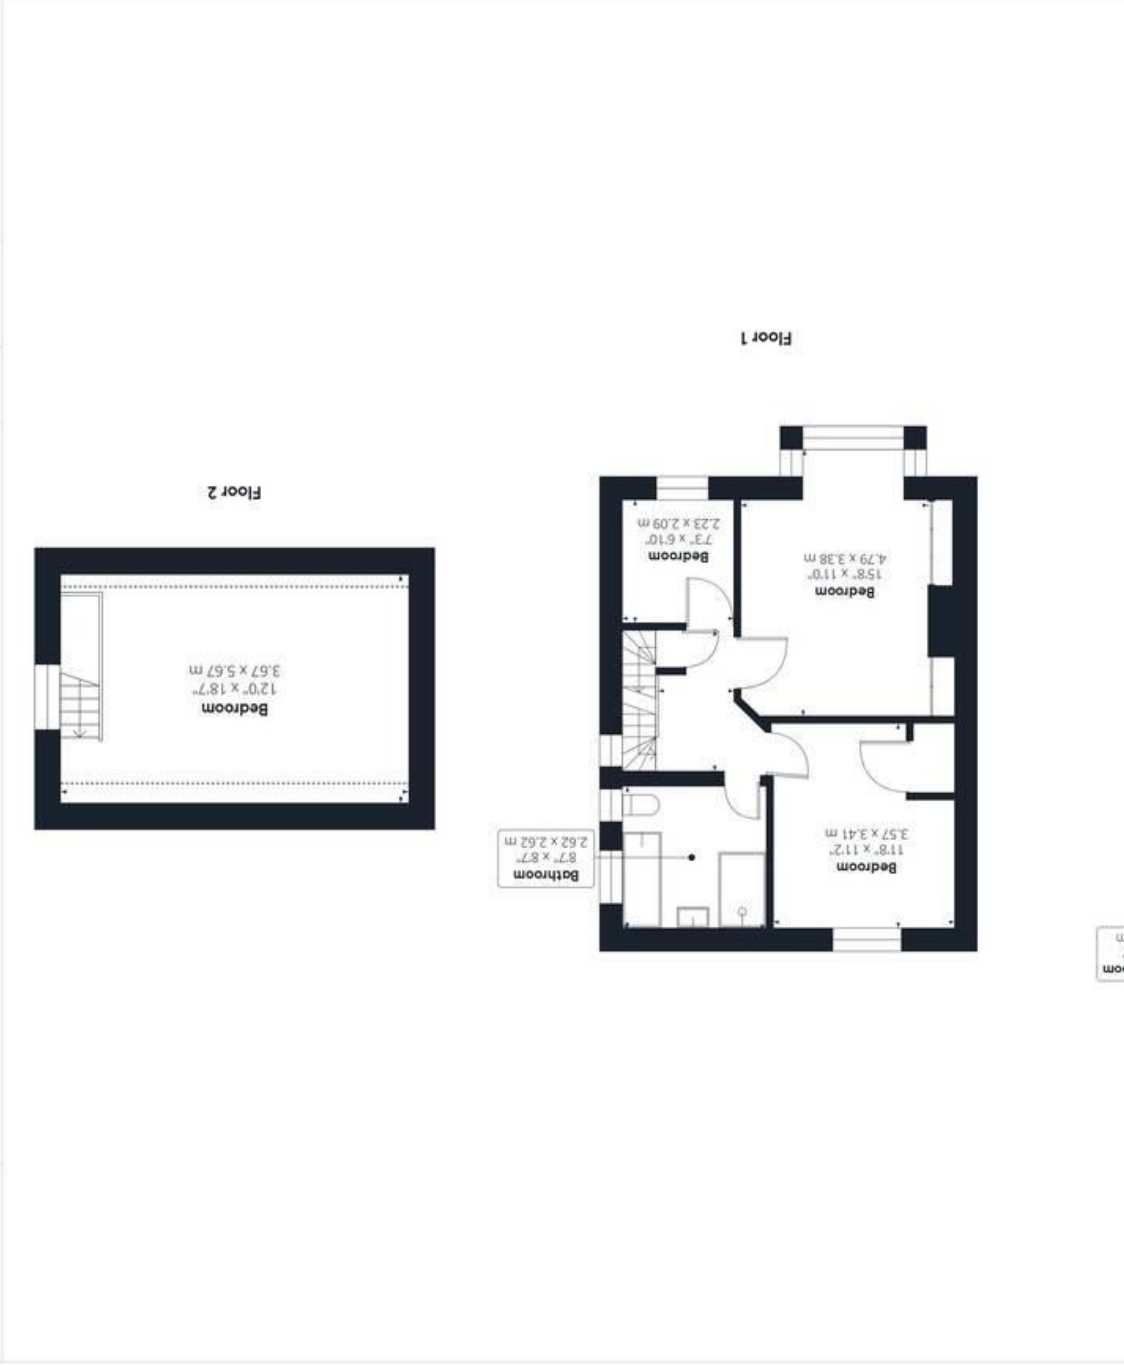 Bedroom
11'8" x 11'2"
3.57 x 3.41 m
Bathroom
8'7" x 8'7"
2.62 x 2.62 m
Bedroom
15'8" x 11'0"
4.79 x 3.38 m
Bedroom
7'3" x 6'10"
2.23 x 2.09 m
Floor 1
Bedroom
12'0" x 18'7"
3.67 x 5.67 m
Floor 2